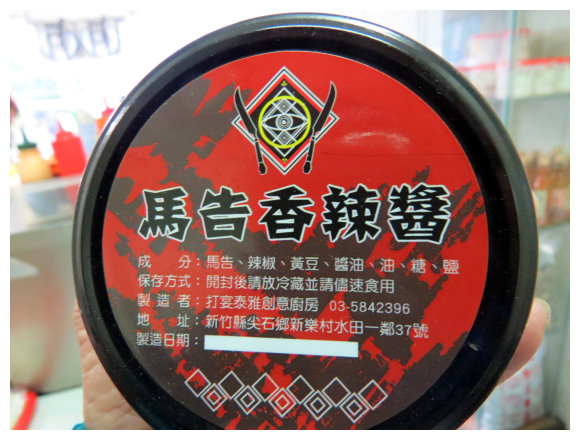 馬告香辣醬
成　分：馬告、辣椒、黃豆、醬油、油、糖、鹽
保存方式：開封後請放冷藏並請儘速食用
製造者：打宴泰雅創意廚房 03-5842396
地　址：新竹縣尖石鄉新樂村水田一鄰37號
製造日期：